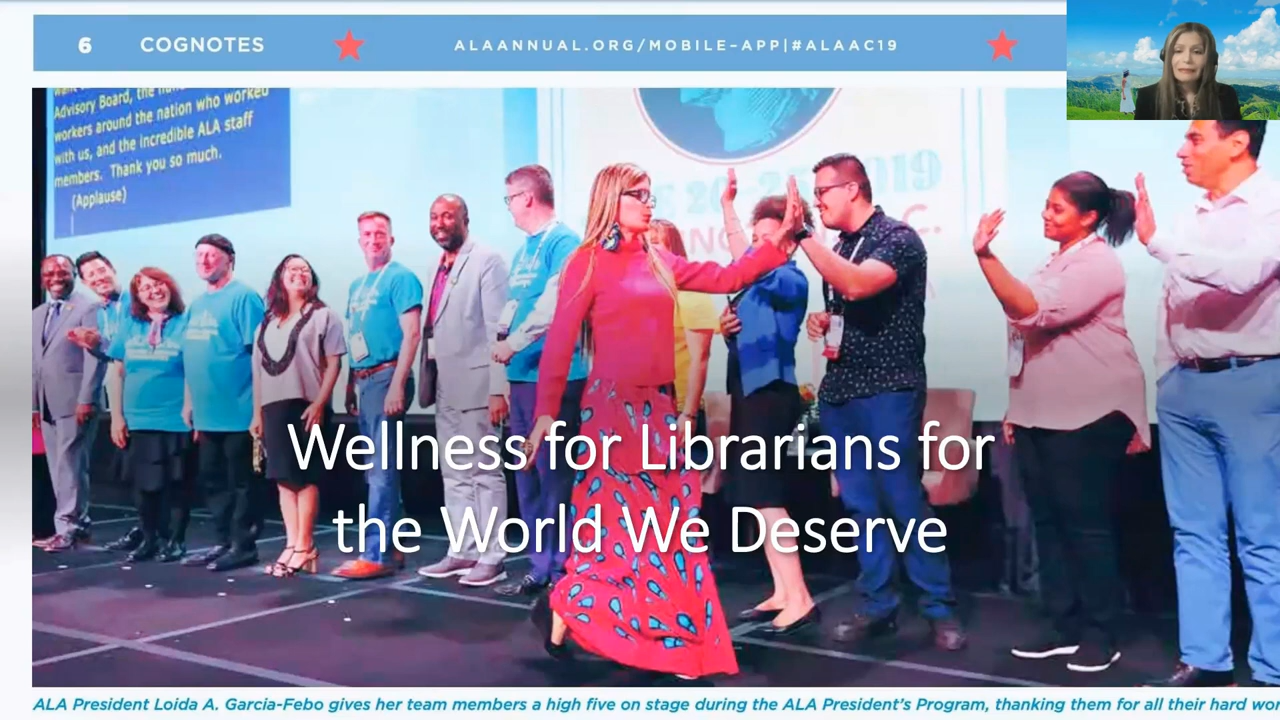 6 COGNOTES ALAANNUAL.ORG/MOBILE-APP|#ALAAC19
Advisory Board, the
workers around the nation who worked
with us, and the incredible ALA staff
members. Thank you so much.
(Applause)
2019
Wellness for Librarians for
the World We Deserve
ALA President Loida A. Garcia-Febo gives her team members a high five on stage during the ALA President's Program, thanking them for all their hard